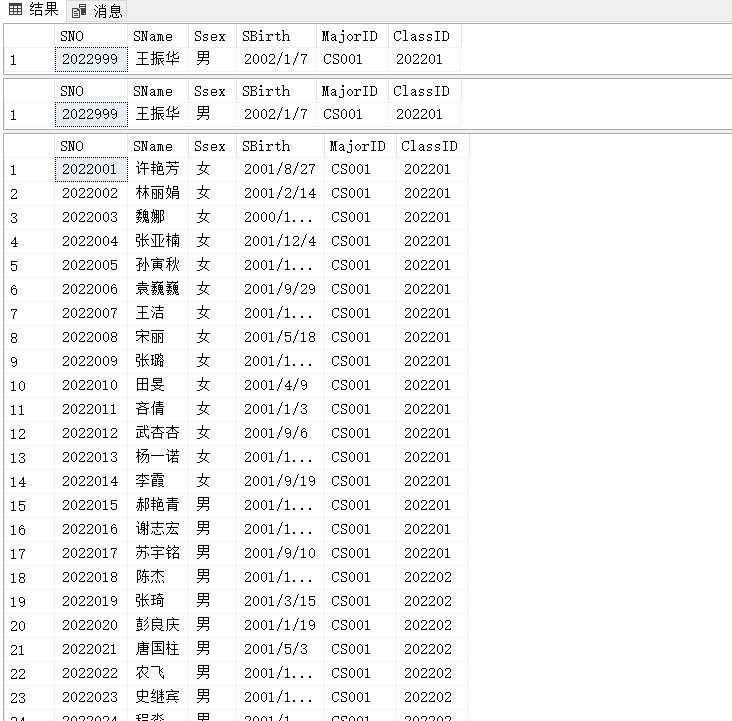 结果 消息
SNO SName Ssex SBirth MajorID ClassID
1 2022999 王振华 男 2002/1/7 CS001 202201
SNO SName Ssex SBirth MajorID ClassID
1 2022999 王振华 男 2002/1/7 CS001 202201
SNO SName Ssex SBirth MajorID ClassID
1 2022001 许艳芳 女 2001/8/27 CS001 202201
2 2022002 林丽娟 女 2001/2/14 CS001 202201
3 2022003 魏娜 女 2000/1... CS001 202201
4 2022004 张亚楠 女 2001/12/4 CS001 202201
5 2022005 孙寅秋 女 2001/1... CS001 202201
6 2022006 袁巍巍 女 2001/9/29 CS001 202201
7 2022007 王洁 女 2001/1... CS001 202201
8 2022008 宋丽 女 2001/5/18 CS001 202201
9 2022009 张璐 女 2001/1... CS001 202201
10 2022010 田旻 女 2001/4/9 CS001 202201
11 2022011 吝倩 女 2001/1/3 CS001 202201
12 2022012 武杏杏 女 2001/9/6 CS001 202201
13 2022013 杨一诺 女 2001/1... CS001 202201
14 2022014 李霞 女 2001/9/19 CS001 202201
15 2022015 郝艳青 男 2001/1... CS001 202201
16 2022016 谢志宏 男 2001/1... CS001 202201
17 2022017 苏宇铭 男 2001/9/10 CS001 202201
18 2022018 陈杰 男 2001/1... CS001 202202
19 2022019 张琦 男 2001/3/15 CS001 202202
20 2022020 彭良庆 男 2001/1/19 CS001 202202
21 2022021 唐国柱 男 2001/5/3 CS001 202202
22 2022022 农飞 男 2001/1... CS001 202202
23 2022023 史继宾 男 2001/1... CS001 202202
24 2022024 男 2001/1... CS001 202202